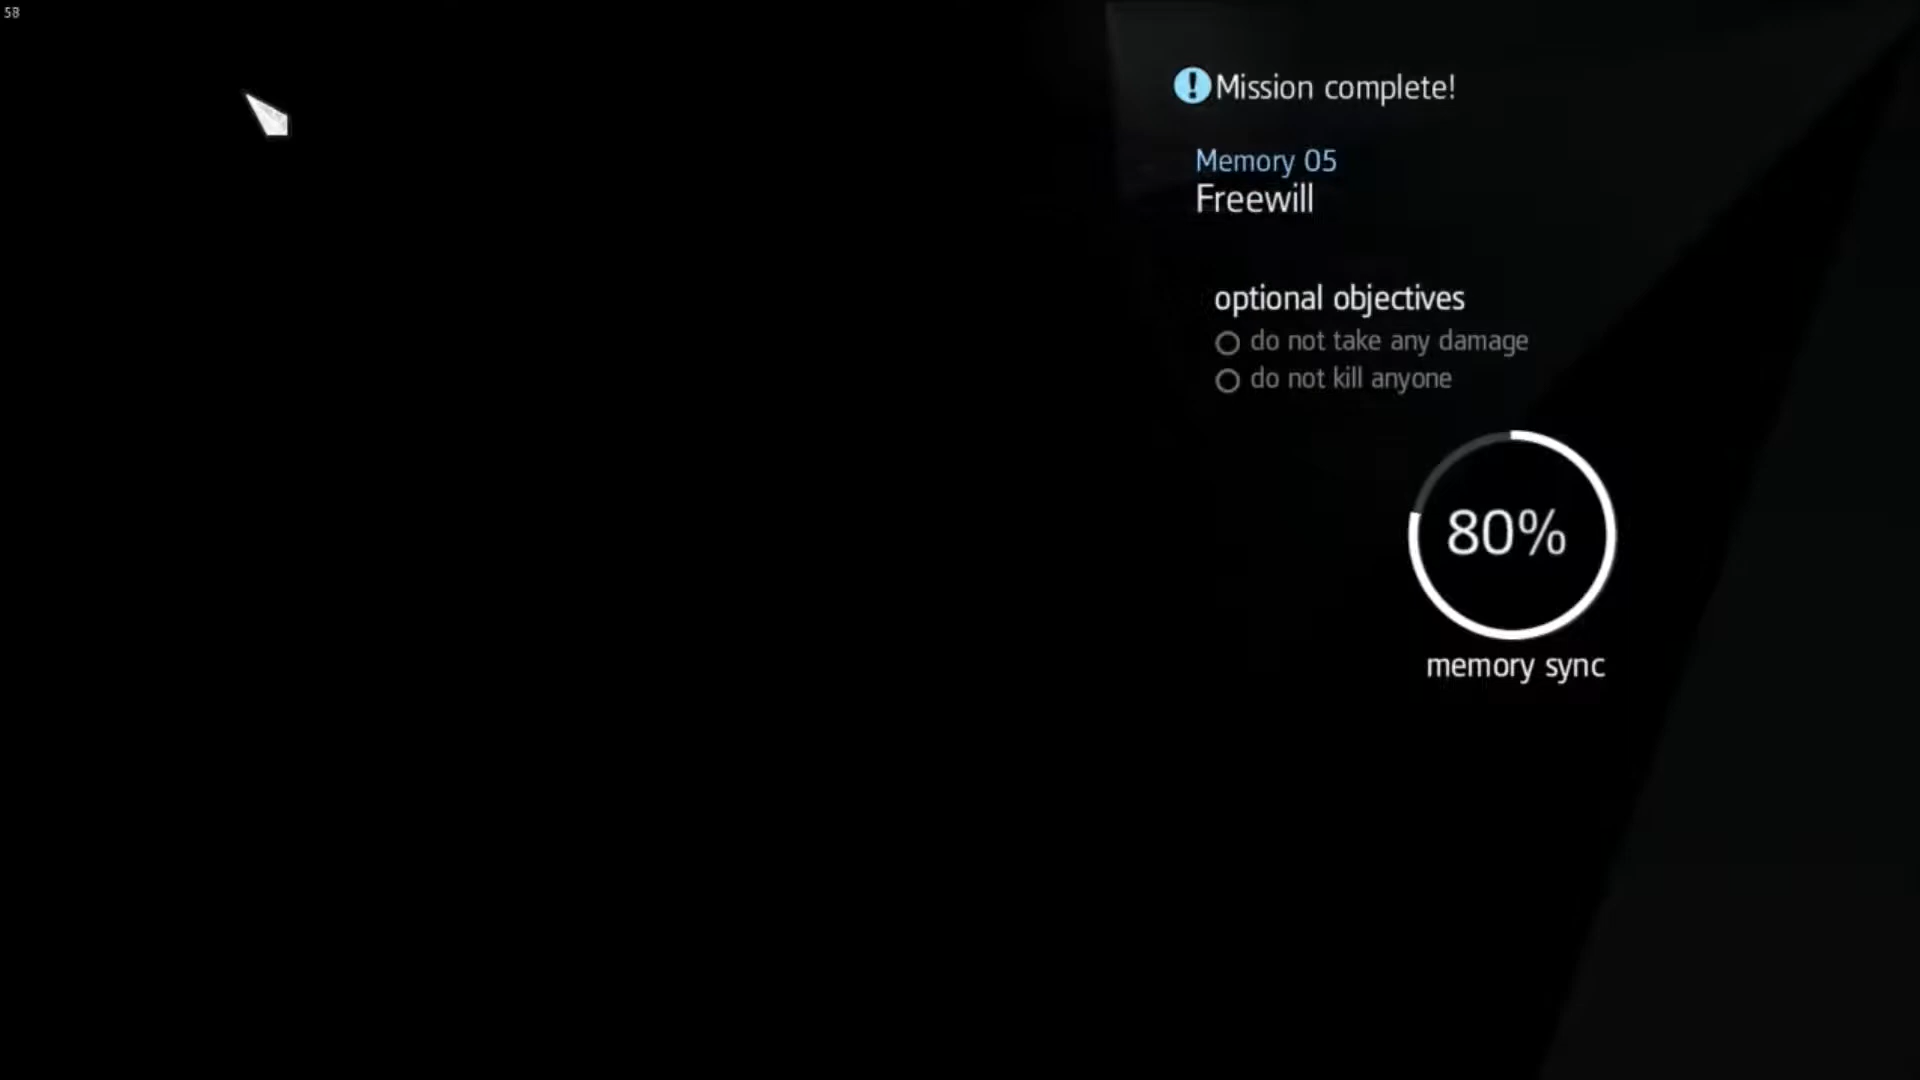 58
! Mission complete!
Memory 05
Freewill
optional objectives
do not take any damage
do not kill anyone
80%
memory sync